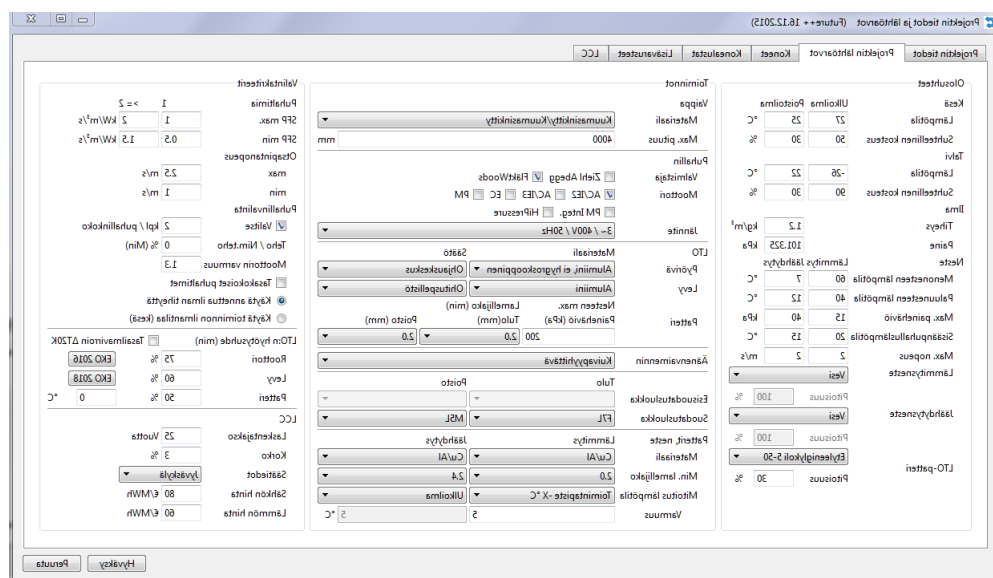 Projektin tiedot ja lähtöarvot (Future++ 16.12.2015)
Projektin tiedot Projektin lähtöarvot Koneet Konealustat Lisävarusteet LCC
Olosuhteet
Kesä Ulkoilma Poistoilma
Lämpötila 27 25 °C
Suhteellinen kosteus 50 30 %
Talvi
Lämpötila -26 22 °C
Suhteellinen kosteus 90 30 %
Ilma
Tiheys 1.2 kg/m³
Paine 101.325 kPa
Neste Lämmitys Jäähdytys
Menonesteen lämpötila 60 7 °C
Paluunesteen lämpötila 40 12 °C
Max. painehäviö 15 40 kPa
Sisäänpuhalluslämpötila 20 15 °C
Max. nopeus 2 2 m/s
Lämmitysneste Vesi
Pitoisuus 100 %
Jäähdytysneste Vesi
Pitoisuus 100 %
LTO-patteri Etyleeniglykoli 5-50
Pitoisuus 30 %
Toiminnot
Vaippa
Materiaali Kuumasinkitty/Kuumasinkitty
Max. pituus 4000 mm
Puhallin
Valmistaja Ziehl Abegg FläktWoods
Moottori AC/IE2 AC/IE3 EC PM
PM Integ. HiPressure
Jännite 3~ / 400V / 50Hz
LTO Materiaali Säätö
Pyörivä Alumiini, ei hygroskooppinen Ohjauskeskus
Levy Alumiini Ohituspellistö
Nesteen max. Lamellijako (min)
Patteri Painehäviö (kPa) Tulo(mm) Poisto (mm)
200 2.0 2.0
Äänenvaimennin Kuivapyyhittävä
Tulo Poisto
Esisuodatusluokka
Suodatusluokka F7L M5L
Patterit, neste Lämmitys Jäähdytys
Materiaali Cu/Al Cu/Al
Min. lamellijako 2.0 2.4
Mitoitus lämpötila Toimintapiste -X °C Ulkoilma
Varmuus 5 5 °C
Valintakriteerit
Puhaltimia 1 >= 2
SFP max. 1 2 kW/m³/s
SFP min 0.5 1.5 kW/m³/s
Otsapintanopeus
max 2.5 m/s
min 1 m/s
Puhallinvalinta
Valitse 2 kpl / puhallinkoko
Teho / Nim.teho 0 % (Min)
Moottorin varmuus 1.3
Tasakokoiset puhaltimet
Käytä annettua ilman tiheyttä
Käytä toiminnon ilmantilaa (kesä)
LTO:n hyötysuhde (min) Tasailmavirroin ΔT20K
Roottori 75 % EKO 2016
Levy 60 % EKO 2018
Patteri 50 % 0 °C
LCC
Laskentajakso 25 Vuotta
Korko 3 %
Säätiedot Jyväskylä
Sähkön hinta 80 €/MWh
Lämmön hinta 60 €/MWh
Hyväksy Peruuta